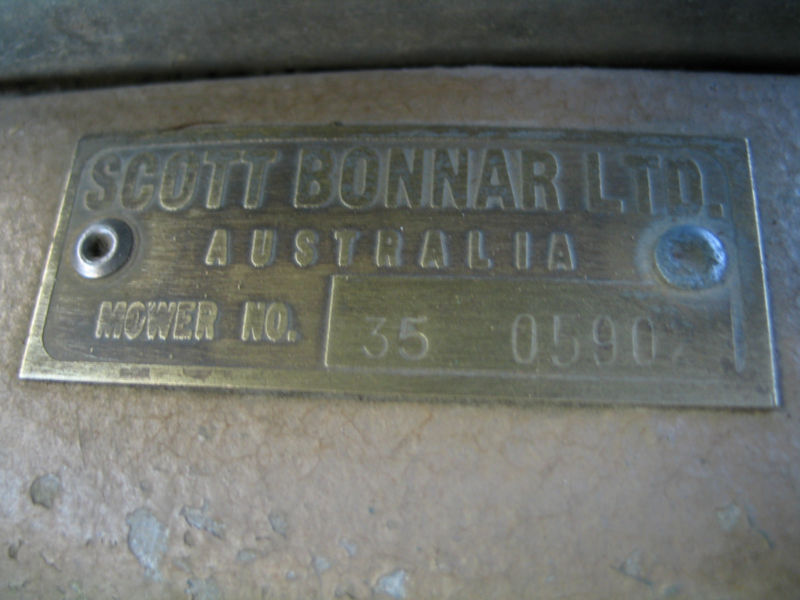 SCOTT BONNAR LTD.
AUSTRALIA
MOWER NO. 35 0590